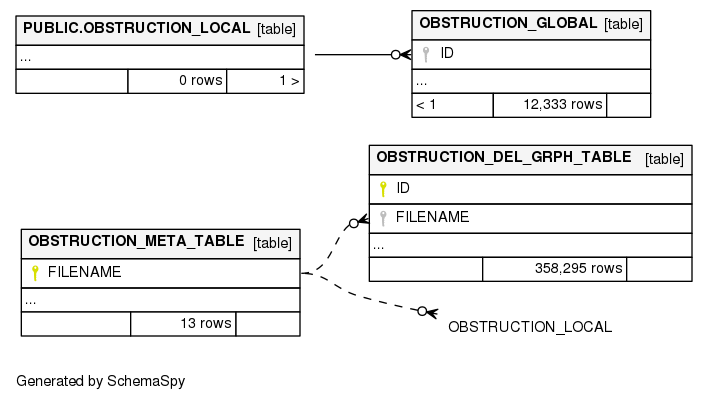 PUBLIC.OBSTRUCTION_LOCAL [table]
...
0 rows 1 >
OBSTRUCTION_GLOBAL [table]
ID
...
< 1 12,333 rows
OBSTRUCTION_DEL_GRPH_TABLE [table]
ID
FILENAME
...
358,295 rows
OBSTRUCTION_META_TABLE [table]
FILENAME
...
13 rows
OBSTRUCTION_LOCAL
Generated by SchemaSpy